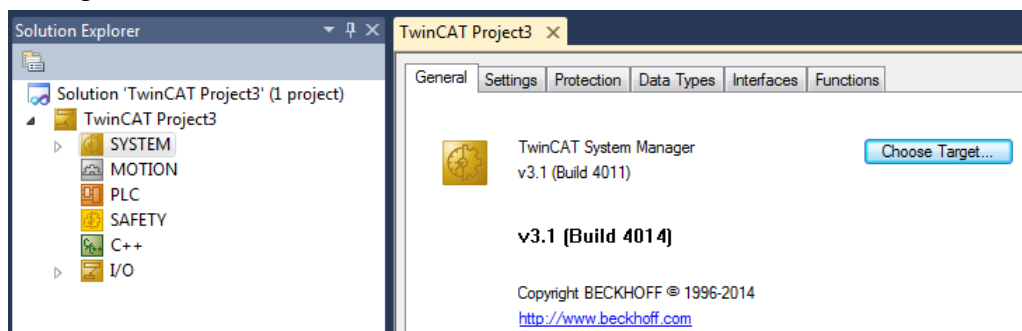 Solution Explorer
TwinCAT Project3
General Settings Protection Data Types Interfaces Functions
Solution 'TwinCAT Project3' (1 project)
TwinCAT Project3
SYSTEM
MOTION
PLC
SAFETY
C++
I/O
TwinCAT System Manager
v3.1 (Build 4011)
Choose Target...
v3.1 (Build 4014)
Copyright BECKHOFF © 1996-2014
http://www.beckhoff.com